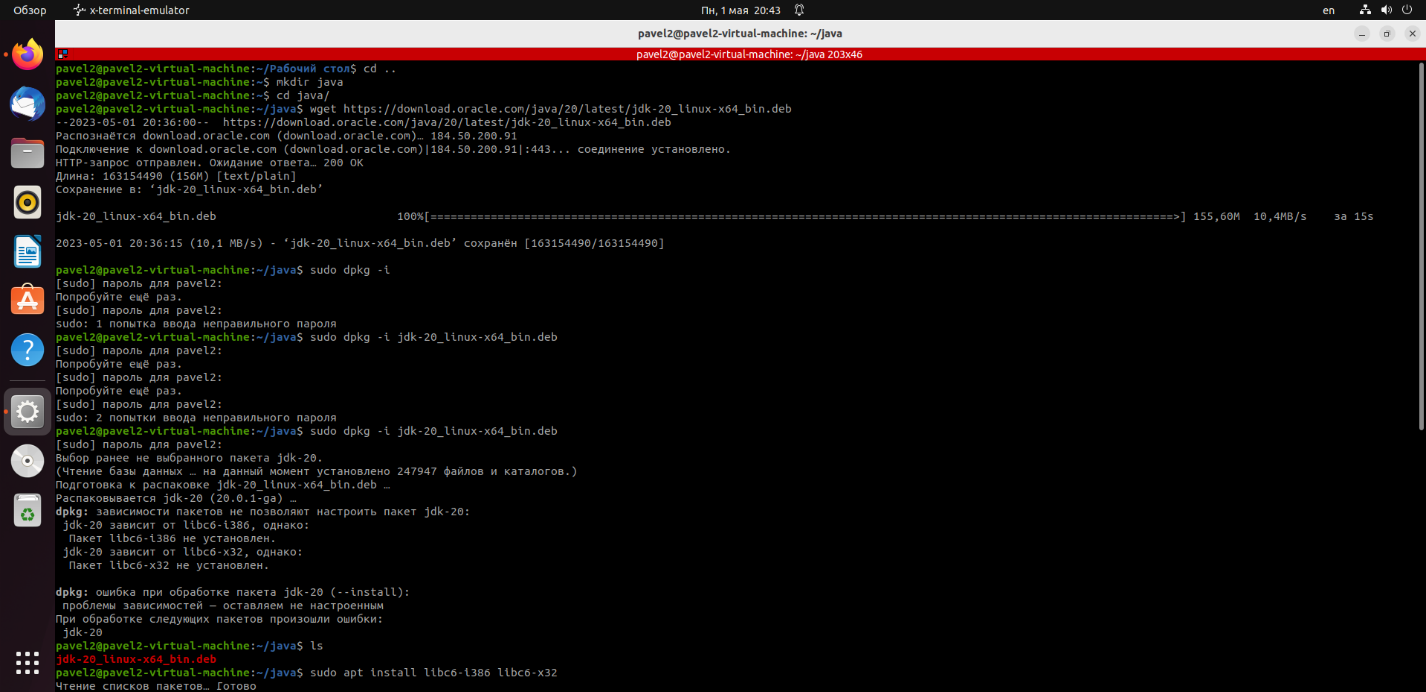 Обзор x-terminal-emulator Пн, 1 мая 20:43 en
pavel2@pavel2-virtual-machine: ~/java
pavel2@pavel2-virtual-machine: ~/java 203x46
pavel2@pavel2-virtual-machine:~/Рабочий стол$ cd ..
pavel2@pavel2-virtual-machine:~$ mkdir java
pavel2@pavel2-virtual-machine:~$ cd java/
pavel2@pavel2-virtual-machine:~/java$ wget https://download.oracle.com/java/20/latest/jdk-20_linux-x64_bin.deb
--2023-05-01 20:36:00-- https://download.oracle.com/java/20/latest/jdk-20_linux-x64_bin.deb
Распознаётся download.oracle.com (download.oracle.com)… 184.50.200.91
Подключение к download.oracle.com (download.oracle.com)|184.50.200.91|:443... соединение установлено.
HTTP-запрос отправлен. Ожидание ответа… 200 OK
Длина: 163154490 (156M) [text/plain]
Сохранение в: ‘jdk-20_linux-x64_bin.deb’
jdk-20_linux-x64_bin.deb 100%[===============================================================================================================>] 155,60M 10,4MB/s за 15s
2023-05-01 20:36:15 (10,1 MB/s) - ‘jdk-20_linux-x64_bin.deb’ сохранён [163154490/163154490]
pavel2@pavel2-virtual-machine:~/java$ sudo dpkg -i
[sudo] пароль для pavel2:
Попробуйте ещё раз.
[sudo] пароль для pavel2:
sudo: 1 попытка ввода неправильного пароля
pavel2@pavel2-virtual-machine:~/java$ sudo dpkg -i jdk-20_linux-x64_bin.deb
[sudo] пароль для pavel2:
Попробуйте ещё раз.
[sudo] пароль для pavel2:
Попробуйте ещё раз.
[sudo] пароль для pavel2:
sudo: 2 попытки ввода неправильного пароля
pavel2@pavel2-virtual-machine:~/java$ sudo dpkg -i jdk-20_linux-x64_bin.deb
[sudo] пароль для pavel2:
Выбор ранее не выбранного пакета jdk-20.
(Чтение базы данных … на данный момент установлено 247947 файлов и каталогов.)
Подготовка к распаковке jdk-20_linux-x64_bin.deb …
Распаковывается jdk-20 (20.0.1-ga) …
dpkg: зависимости пакетов не позволяют настроить пакет jdk-20:
jdk-20 зависит от libc6-i386, однако:
Пакет libc6-i386 не установлен.
jdk-20 зависит от libc6-x32, однако:
Пакет libc6-x32 не установлен.
dpkg: ошибка при обработке пакета jdk-20 (--install):
проблемы зависимостей — оставляем не настроенным
При обработке следующих пакетов произошли ошибки:
jdk-20
pavel2@pavel2-virtual-machine:~/java$ ls
jdk-20_linux-x64_bin.deb
pavel2@pavel2-virtual-machine:~/java$ sudo apt install libc6-i386 libc6-x32
Чтение списков пакетов… Готово